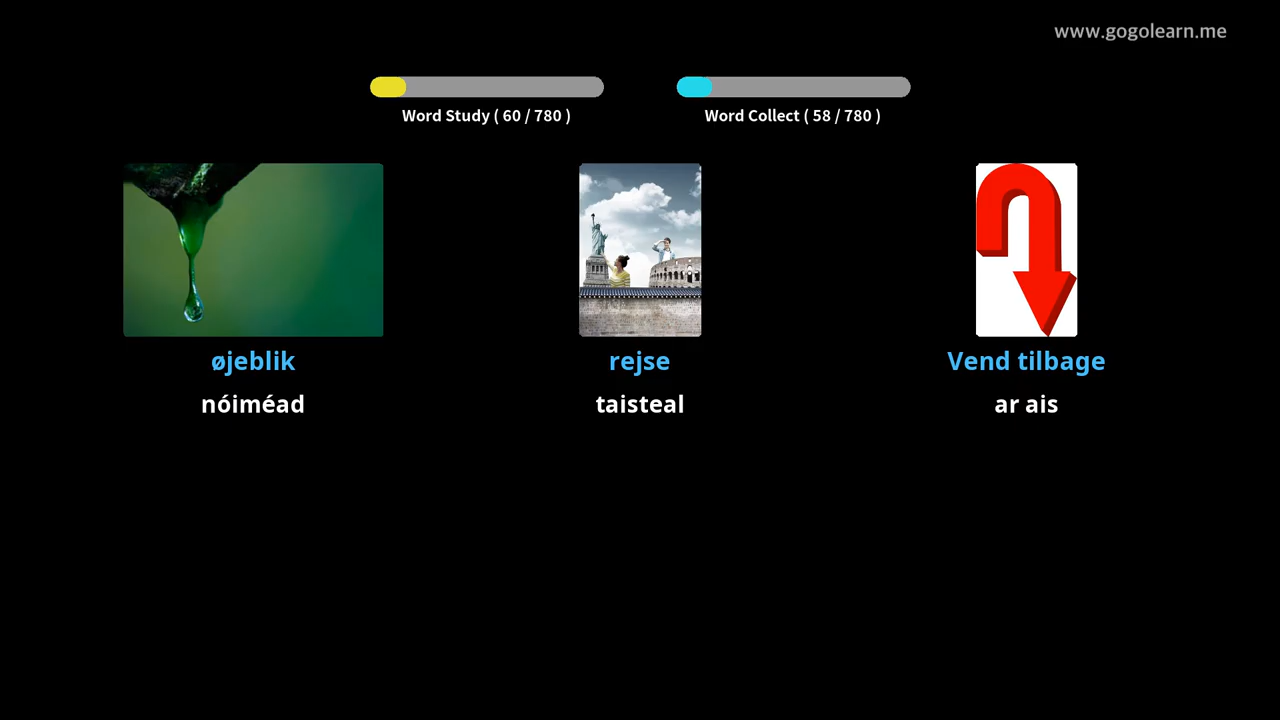 www.gogolearn.me
Word Study ( 60 / 780 )
Word Collect ( 58 / 780 )
øjeblik
nóiméad
rejse
taisteal
Vend tilbage
ar ais